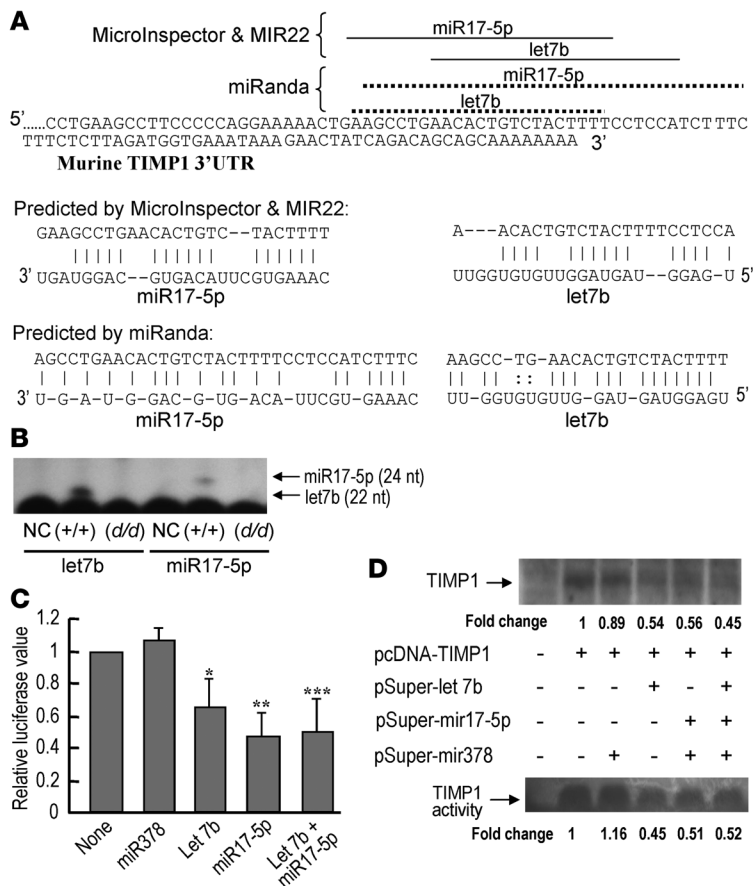 A
MicroInspector & MIR22
miR17-5p
let7b
miRanda
miR17-5p
let7b
5’ ......CCTGAAGCCTTCCCCCAGGAAAAACTGAAGCCTGAACACTGTCTACTTTTCCTCCATCTTTC
TTTCTCTTAGATGGTGAAATAAAGAACTATCAGACAGCAGCAAAAAAAA 3’
Murine TIMP1 3’UTR
Predicted by MicroInspector & MIR22:
GAAGCCTGAACACTGTC--TACTTTT
3’ UGAUGGAC--GUGACAUUCGUGAAAC
miR17-5p
A---ACACTGTCTACTTTTCCTCCA
UUGGUGUGUUGGAUGAU--GGAG-U 5’
let7b
Predicted by miRanda:
AGCCTGAACACTGTCTACTTTTCCTCCATCTTTC
3’ U-G-A-U-G-GAC-G-UG-ACA-UUCGU-GAAAC
miR17-5p
AAGCC-TG-AACACTGTCTACTTTT
UU-GGUGUGUUG-GAU-GAUGGAGU 5’
let7b
B
miR17-5p (24 nt)
let7b (22 nt)
NC (+/+) (d/d) NC (+/+) (d/d)
let7b miR17-5p
C
Relative luciferase value
1.2
1
0.8
0.6
0.4
0.2
0
* ** ***
None miR378 Let 7b miR17-5p Let 7b + miR17-5p
D
TIMP1
Fold change 1 0.89 0.54 0.56 0.45
pcDNA-TIMP1 - + + + + +
pSuper-let 7b - - - + - +
pSuper-mir17-5p - - - - + +
pSuper-mir378 - - + - + +
TIMP1 activity
Fold change 1 1.16 0.45 0.51 0.52